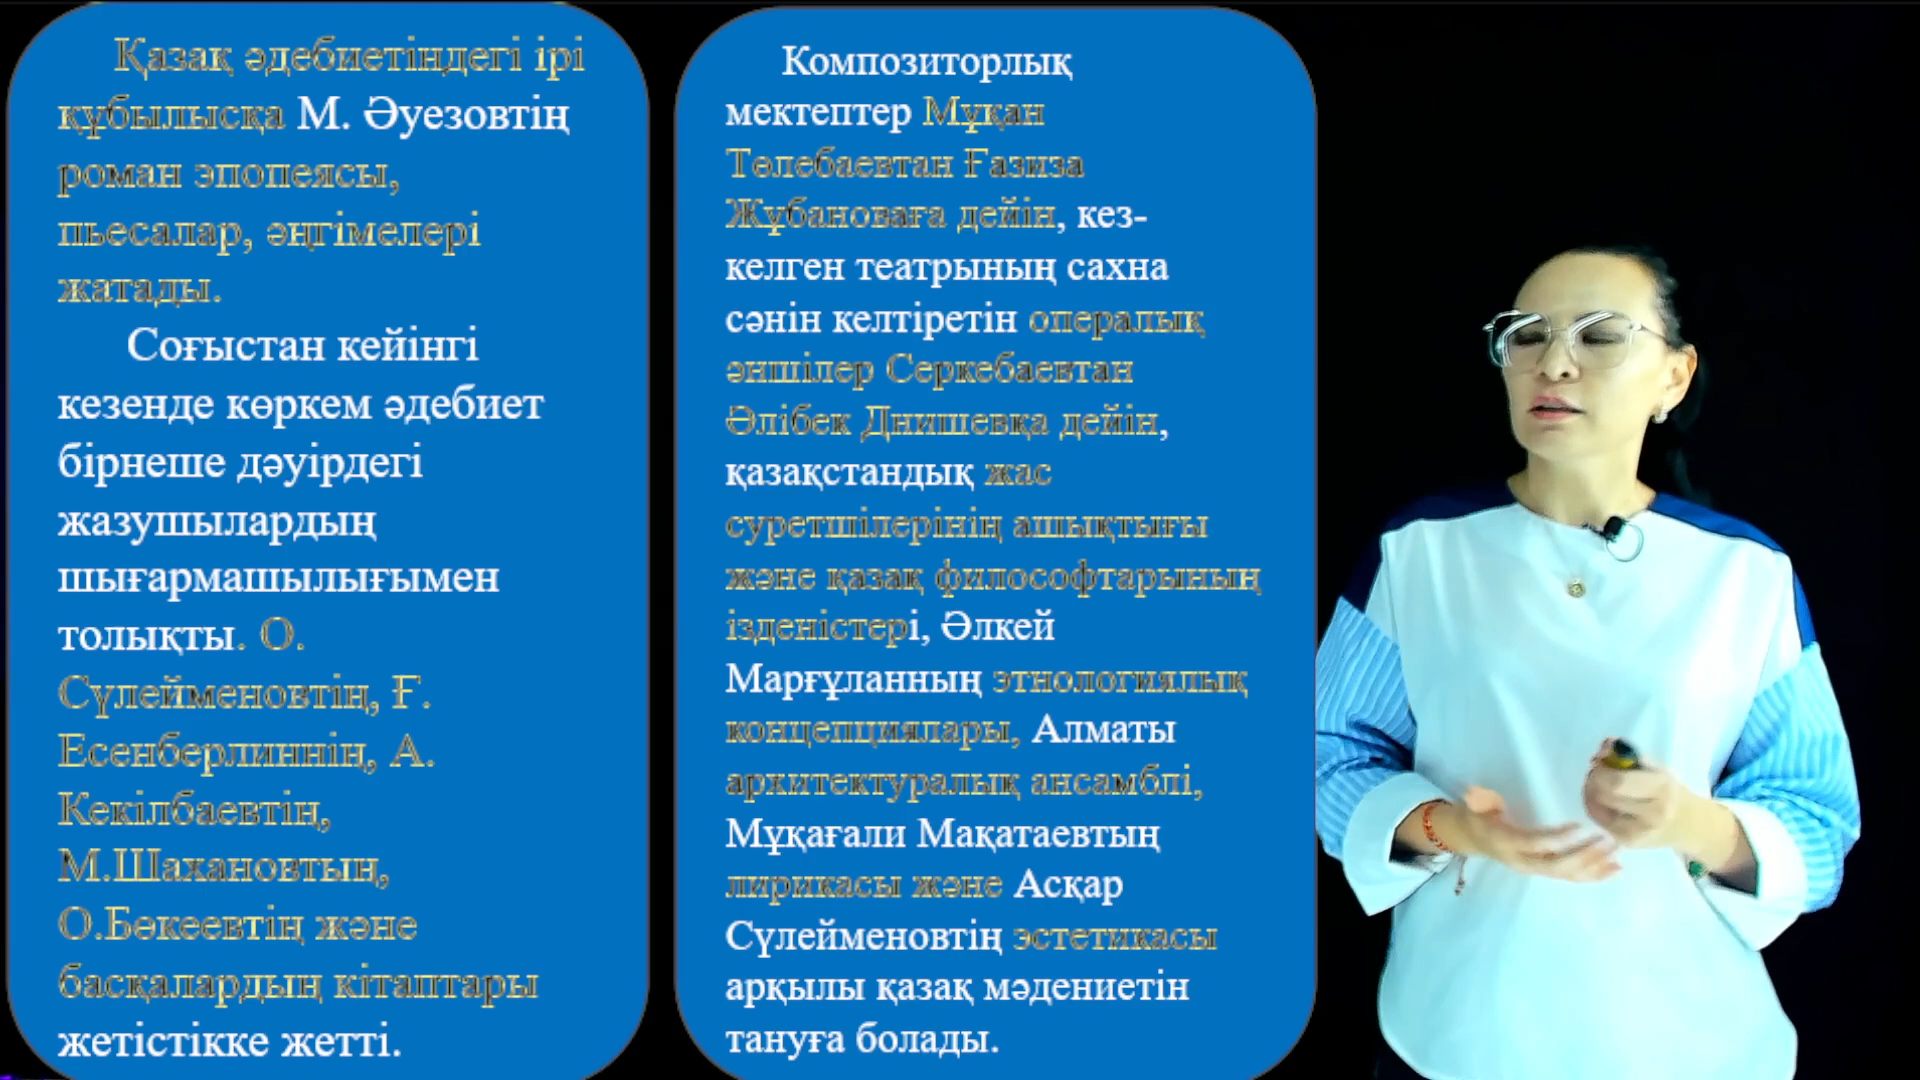 Қазақ әдебиетіндегі ірі
құбылысқа М. Әуезовтің
роман эпопеясы,
пьесалар, әңгімелері
жатады.
Соғыстан кейінгі
кезенде көркем әдебиет
бірнеше дәуірдегі
жазушылардың
шығармашылығымен
толықты. О.
Сүлейменовтің, Ғ.
Есенберлиннің, А.
Кекілбаевтің,
М.Шахановтың,
О.Бөкеевтің және
басқалардың кітаптары
жетістікке жетті.
Композиторлық
мектептер Мұқан
Төлебаевтан Ғазиза
Жұбановаға дейін, кез-
келген театрының сахна
сәнін келтіретін опералық
әншілер Серкебаевтан
Әлібек Днишевқа дейін,
қазақстандық жас
суретшілерінің ашықтығы
және қазақ философтарының
ізденістері, Әлкей
Марғұланның этнологиялық
концепциялары, Алматы
архитектуралық ансамблі,
Мұқағали Мақатаевтың
лирикасы және Асқар
Сүлейменовтің эстетикасы
арқылы қазақ мәдениетін
тануға болады.